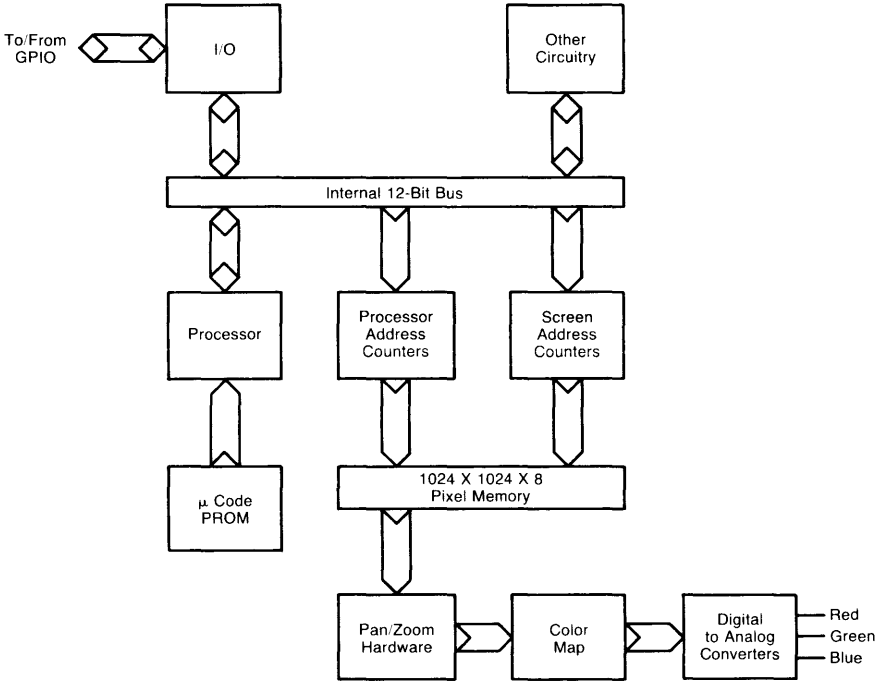 To/From
GPIO
I/O
Other
Circuitry
Internal 12-Bit Bus
Processor
Processor
Address
Counters
Screen
Address
Counters
μ Code
PROM
1024 X 1024 X 8
Pixel Memory
Pan/Zoom
Hardware
Color
Map
Digital
to Analog
Converters
Red
Green
Blue